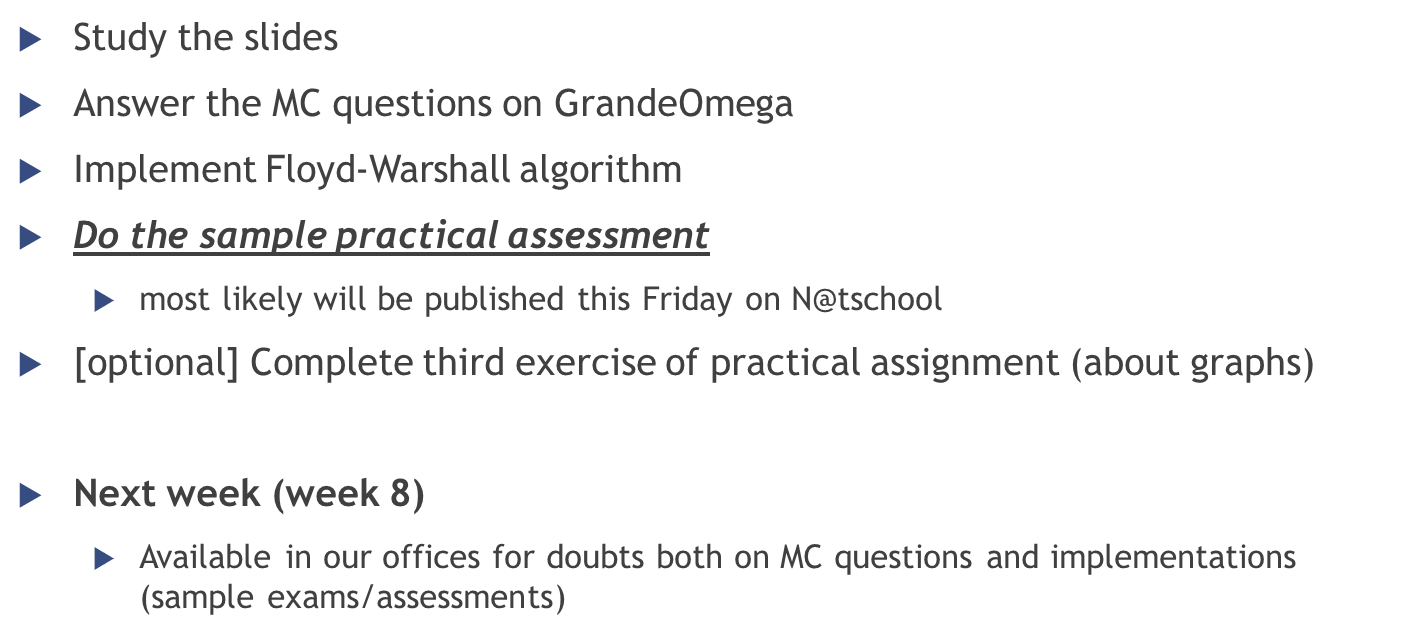 Study the slides
Answer the MC questions on GrandeOmega
Implement Floyd-Warshall algorithm
Do the sample practical assessment
most likely will be published this Friday on N@tschool
[optional] Complete third exercise of practical assignment (about graphs)
Next week (week 8)
Available in our offices for doubts both on MC questions and implementations
(sample exams/assessments)